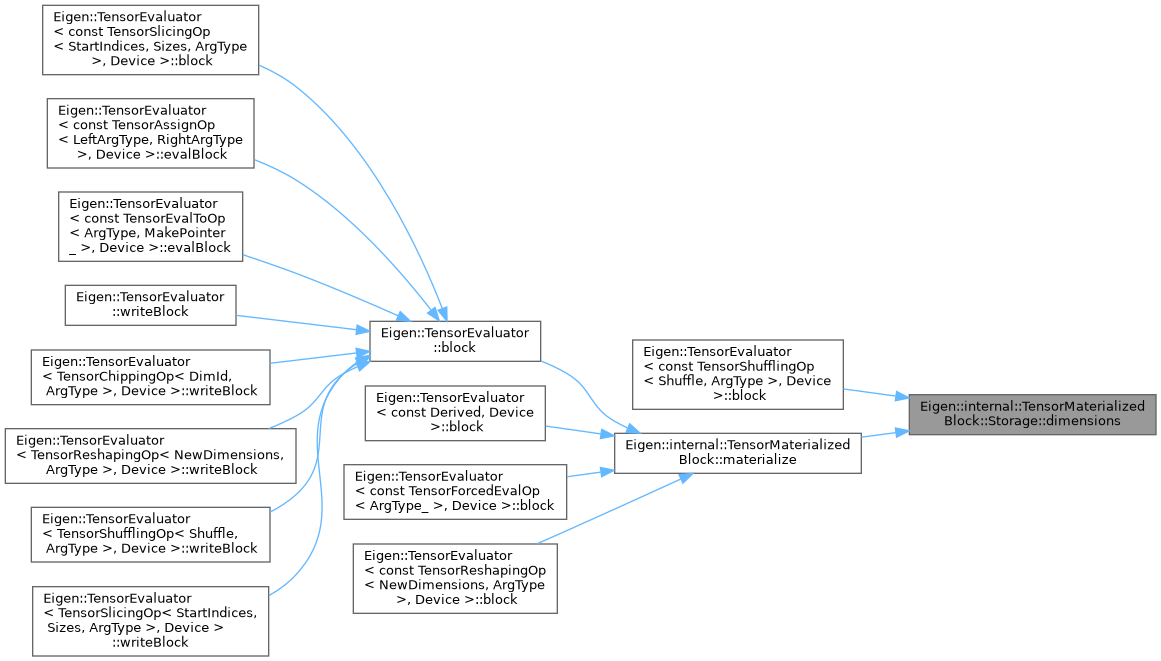 Eigen::TensorEvaluator
< const TensorSlicingOp
< StartIndices, Sizes, ArgType
>, Device >::block
Eigen::TensorEvaluator
< const TensorAssignOp
< LeftArgType, RightArgType
>, Device >::evalBlock
Eigen::TensorEvaluator
< const TensorEvalToOp
< ArgType, MakePointer
_ >, Device >::evalBlock
Eigen::TensorEvaluator
::writeBlock
Eigen::TensorEvaluator
< TensorChippingOp< DimId,
ArgType >, Device >::writeBlock
Eigen::TensorEvaluator
< TensorReshapingOp< NewDimensions,
ArgType >, Device >::writeBlock
Eigen::TensorEvaluator
< TensorShufflingOp< Shuffle,
ArgType >, Device >::writeBlock
Eigen::TensorEvaluator
< TensorSlicingOp< StartIndices,
Sizes, ArgType >, Device >
::writeBlock
Eigen::TensorEvaluator
::block
Eigen::TensorEvaluator
< const Derived, Device
>::block
Eigen::TensorEvaluator
< const TensorForcedEvalOp
< ArgType_ >, Device >::block
Eigen::TensorEvaluator
< const TensorReshapingOp
< NewDimensions, ArgType
>, Device >::block
Eigen::TensorEvaluator
< const TensorShufflingOp
< Shuffle, ArgType >, Device
>::block
Eigen::internal::TensorMaterialized
Block::materialize
Eigen::internal::TensorMaterialized
Block::Storage::dimensions